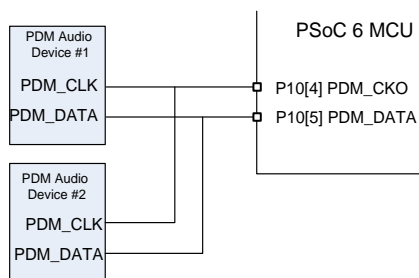 PDM Audio
Device #1
PDM_CLK
PDM_DATA
PSoC 6 MCU
P10[4] PDM_CKO
P10[5] PDM_DATA
PDM Audio
Device #2
PDM_CLK
PDM_DATA